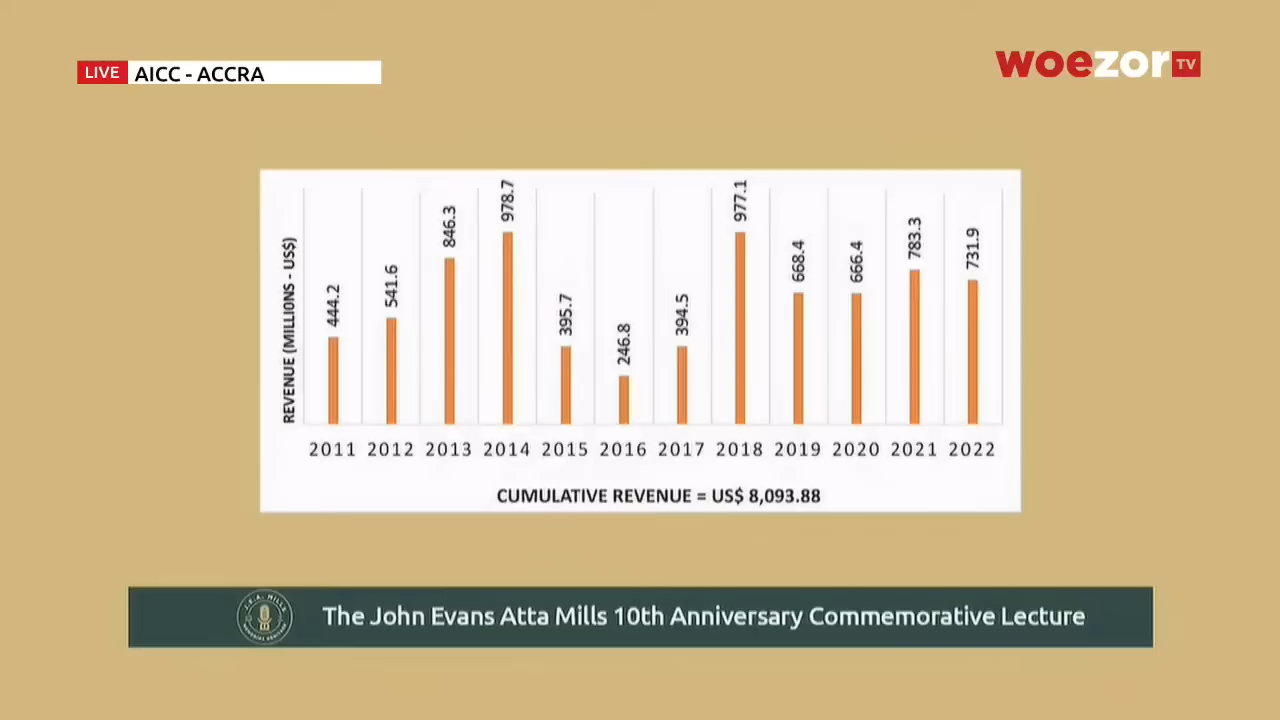 LIVE AICC - ACCRA
woezor TV
REVENUE (MILLIONS - US$)
444.2
541.6
846.3
978.7
395.7
246.8
394.5
977.1
668.4
666.4
783.3
731.9
2011 2012 2013 2014 2015 2016 2017 2018 2019 2020 2021 2022
CUMULATIVE REVENUE = US$ 8,093.88
J.E.A. MILLS
MEMORIAL HERITAGE
The John Evans Atta Mills 10th Anniversary Commemorative Lecture